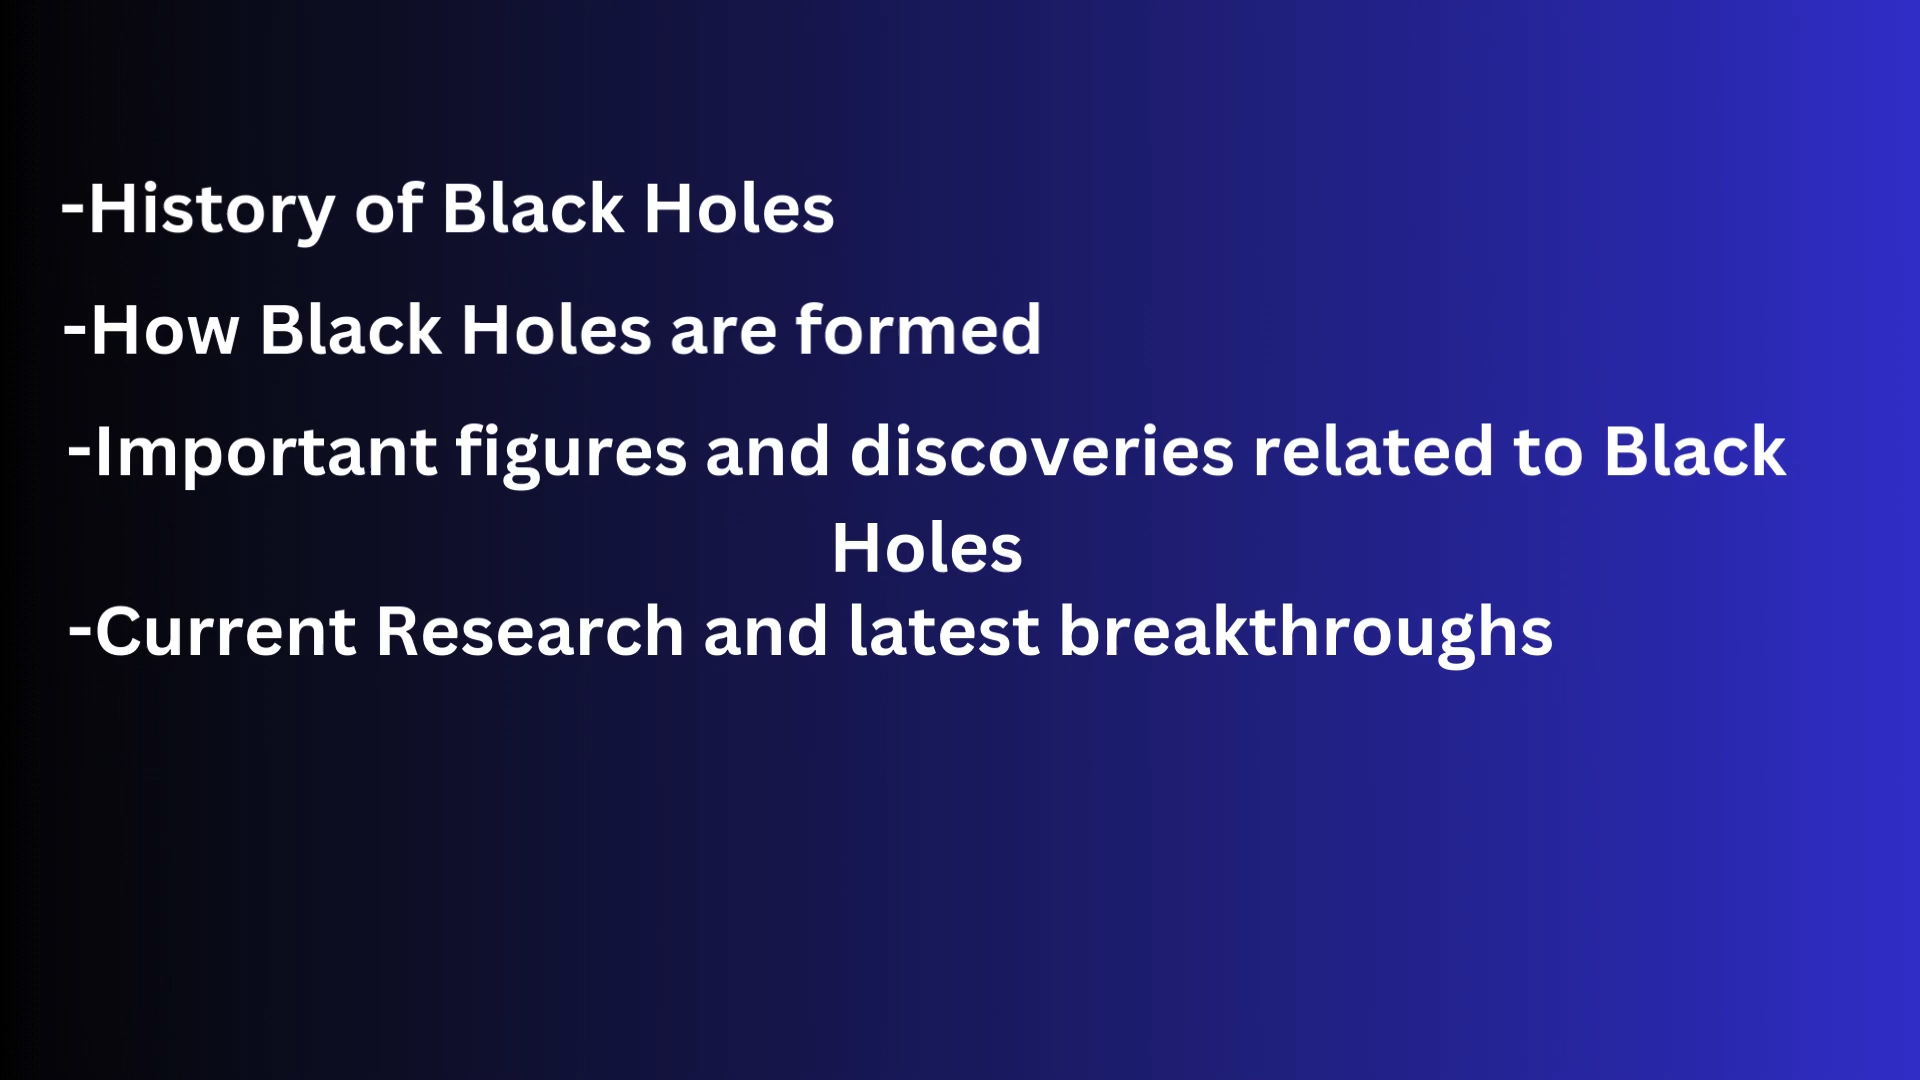 -History of Black Holes
-How Black Holes are formed
-Important figures and discoveries related to Black
Holes
-Current Research and latest breakthroughs